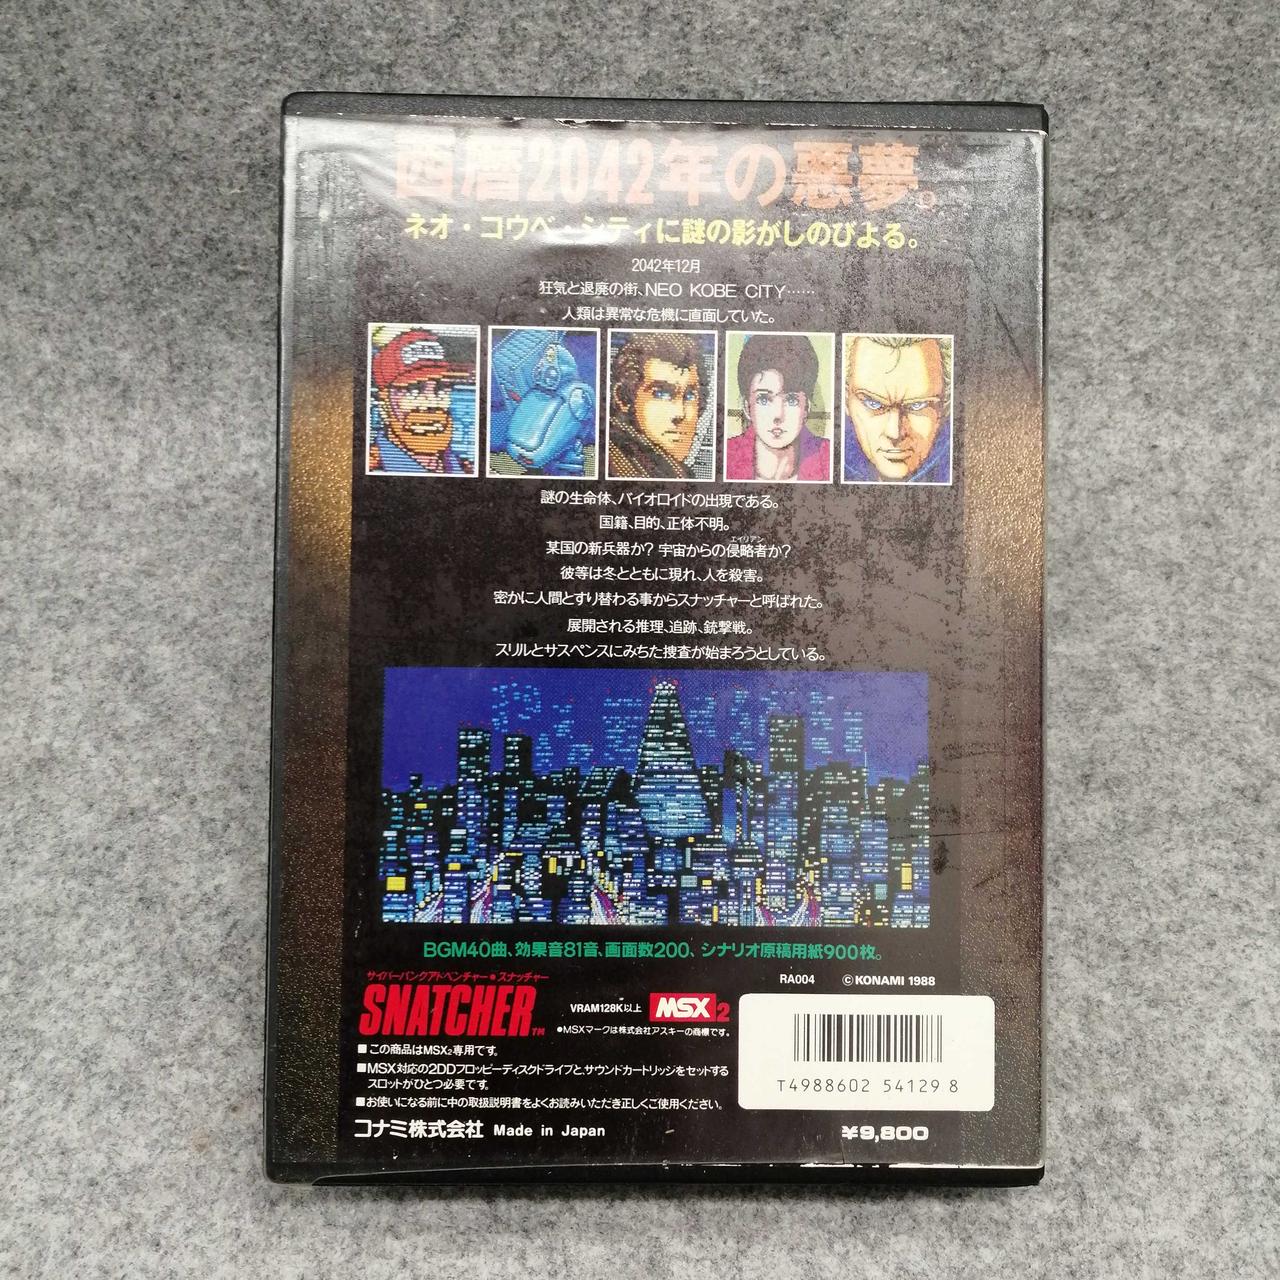 西暦2042年の悪夢。
ネオ・コウベ・シティに謎の影がしのびよる。
2042年12月
狂気と退廃の街、NEO KOBE CITY……
人類は異常な危機に直面していた。
謎の生命体、バイオロイドの出現である。
国籍、目的、正体不明。
エイリアン
某国の新兵器か? 宇宙からの侵略者か?
彼等は冬とともに現れ、人を殺害。
密かに人間とすり替わる事からスナッチャーと呼ばれた。
展開される推理、追跡、銃撃戦。
スリルとサスペンスにみちた捜査が始まろうとしている。
BGM40曲、効果音81音、画面数200、シナリオ原稿用紙900枚。
サイバーパンクアドベンチャー●スナッチャー
RA004 ©KONAMI 1988
SNATCHER TM
VRAM128K以上 MSX2
●MSXマークは株式会社アスキーの商標です。
■この商品はMSX2専用です。
■MSX対応の2DDフロッピーディスクドライブと、サウンドカートリッジをセットする
スロットがひとつ必要です。
■お使いになる前に中の取扱説明書をよくお読みいただき正しくご使用ください。
T4988602 54129 8
コナミ株式会社 Made in Japan
¥9,800